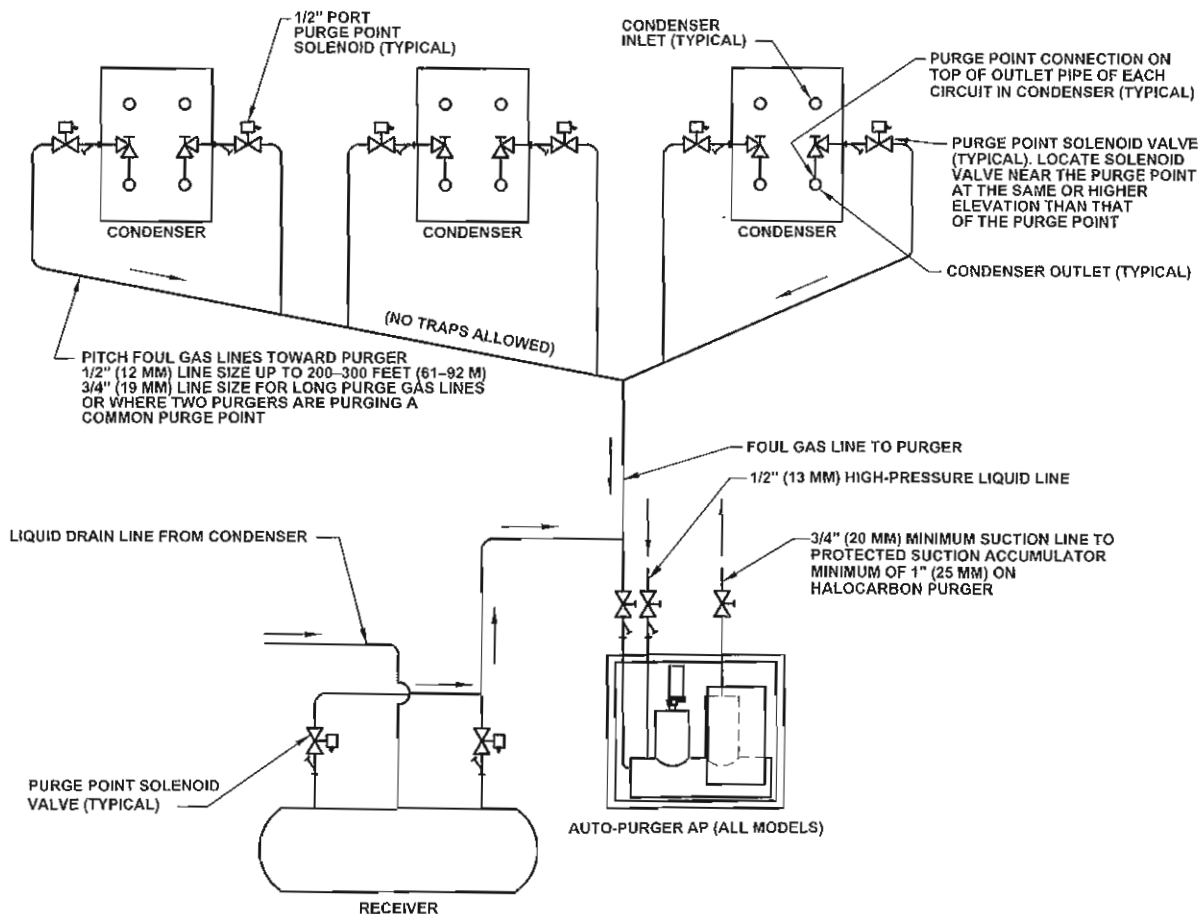 1/2" PORT
PURGE POINT
SOLENOID (TYPICAL)
CONDENSER
INLET (TYPICAL)
PURGE POINT CONNECTION ON
TOP OF OUTLET PIPE OF EACH
CIRCUIT IN CONDENSER (TYPICAL)
PURGE POINT SOLENOID VALVE
(TYPICAL). LOCATE SOLENOID
VALVE NEAR THE PURGE POINT
AT THE SAME OR HIGHER
ELEVATION THAN THAT
OF THE PURGE POINT
CONDENSER
CONDENSER
CONDENSER
CONDENSER OUTLET (TYPICAL)
(NO TRAPS ALLOWED)
PITCH FOUL GAS LINES TOWARD PURGER
1/2" (12 MM) LINE SIZE UP TO 200–300 FEET (61–92 M)
3/4" (19 MM) LINE SIZE FOR LONG PURGE GAS LINES
OR WHERE TWO PURGERS ARE PURGING A
COMMON PURGE POINT
FOUL GAS LINE TO PURGER
1/2" (13 MM) HIGH-PRESSURE LIQUID LINE
LIQUID DRAIN LINE FROM CONDENSER
3/4" (20 MM) MINIMUM SUCTION LINE TO
PROTECTED SUCTION ACCUMULATOR
MINIMUM OF 1" (25 MM) ON
HALOCARBON PURGER
PURGE POINT SOLENOID
VALVE (TYPICAL)
AUTO-PURGER AP (ALL MODELS)
RECEIVER